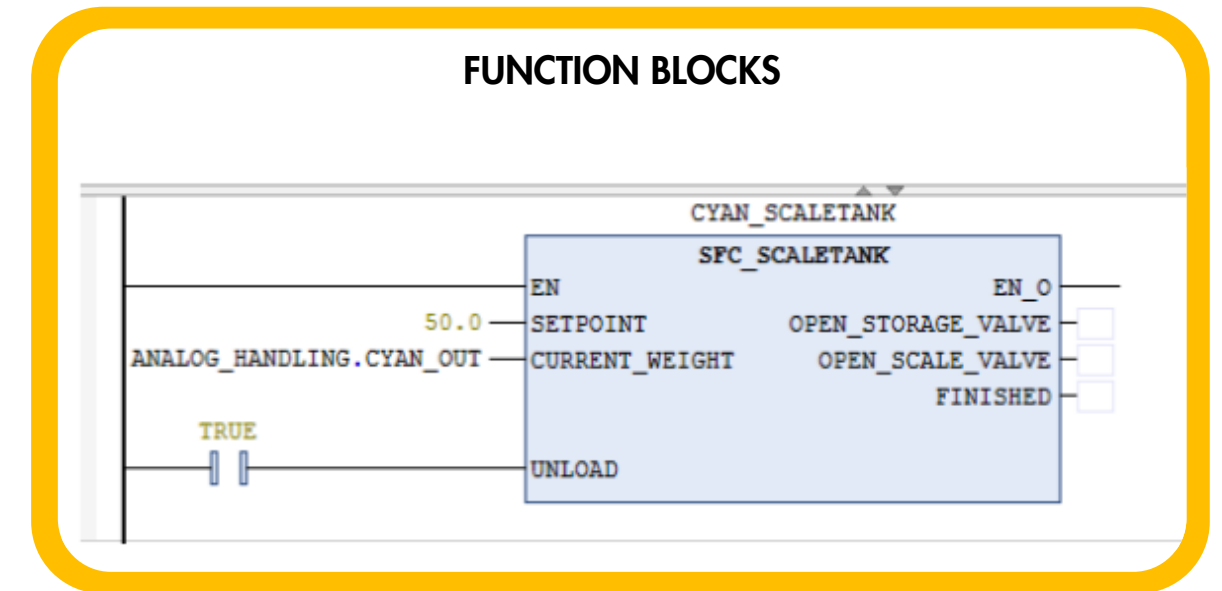 FUNCTION BLOCKS
CYAN_SCALETANK
SFC_SCALETANK
EN EN_O
50.0 SETPOINT OPEN_STORAGE_VALVE
ANALOG_HANDLING.CYAN_OUT CURRENT_WEIGHT OPEN_SCALE_VALVE
FINISHED
TRUE
UNLOAD